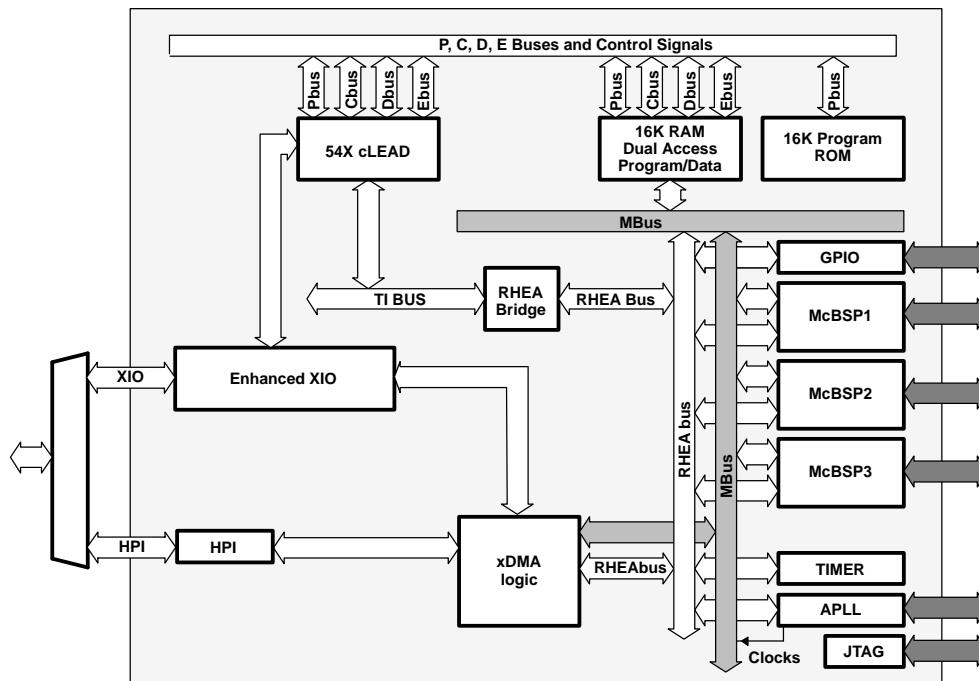 P, C, D, E Buses and Control Signals
Pbus
Cbus
Dbus
Ebus
Pbus
Cbus
Dbus
Ebus
Pbus
54X cLEAD
16K RAM
Dual Access
Program/Data
16K Program
ROM
MBus
GPIO
TI BUS
RHEA
Bridge
RHEA Bus
McBSP1
XIO
Enhanced XIO
McBSP2
RHEA bus
MBus
McBSP3
HPI
HPI
xDMA
logic
RHEAbus
TIMER
APLL
Clocks
JTAG